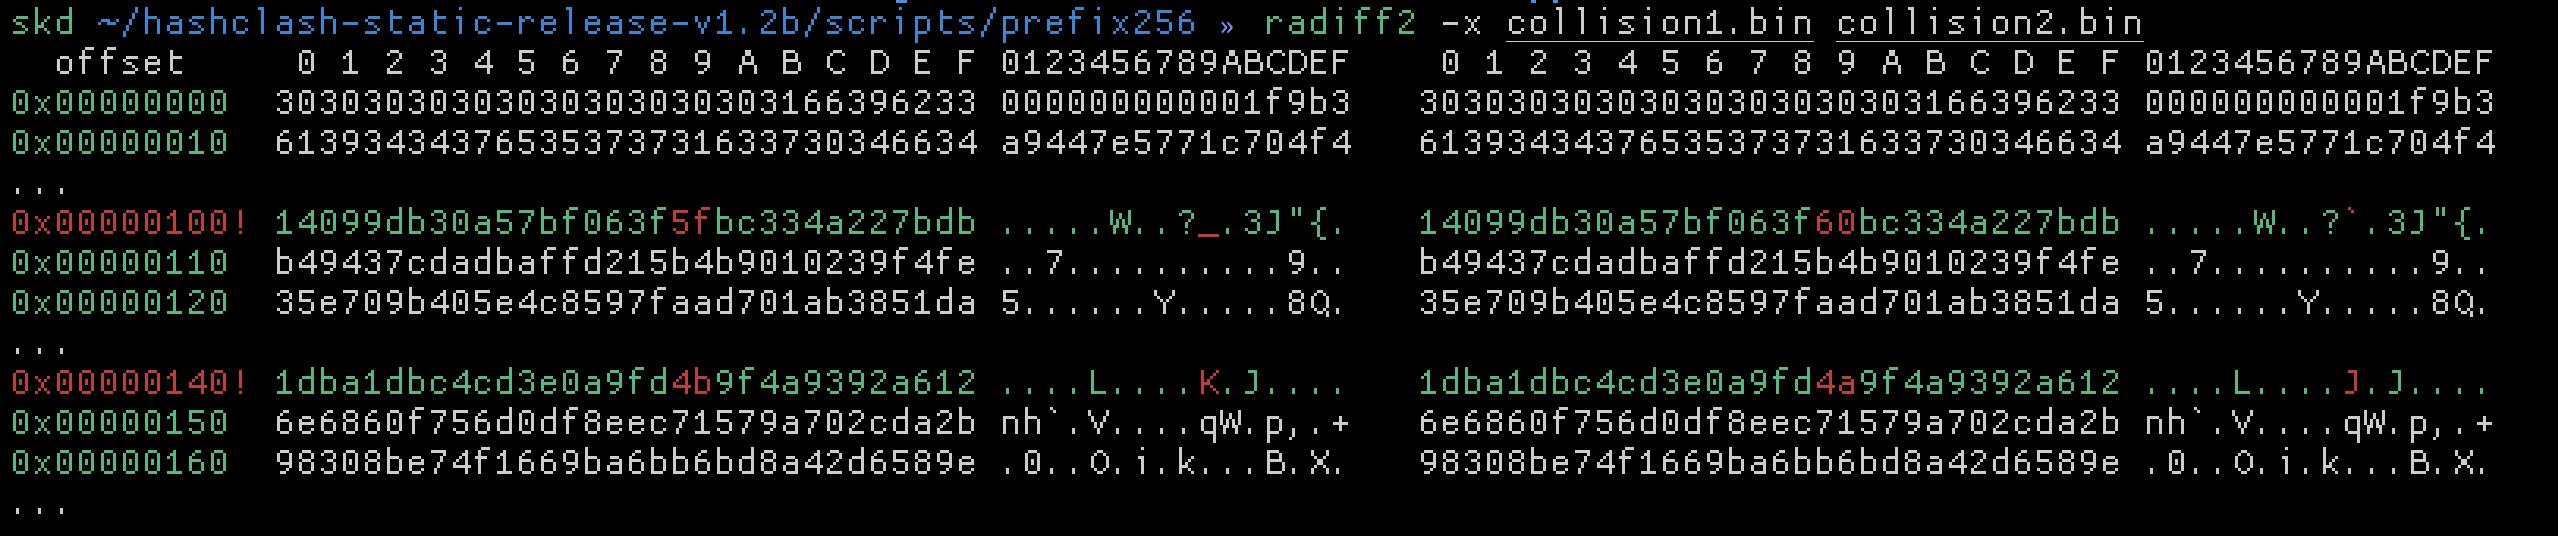 skd ~/hashclash-static-release-v1.2b/scripts/prefix256 » radiff2 -x collision1.bin collision2.bin
offset 0 1 2 3 4 5 6 7 8 9 A B C D E F 0123456789ABCDEF 0 1 2 3 4 5 6 7 8 9 A B C D E F 0123456789ABCDEF
0x00000000 30303030303030303030303166396233 000000000001f9b3 30303030303030303030303166396233 000000000001f9b3
0x00000010 61393434376535373731633730346634 a9447e5771c704f4 61393434376535373731633730346634 a9447e5771c704f4
...
0x00000100! 14099db30a57bf063f5fbc334a227bdb .....W..?_.3J"{. 14099db30a57bf063f60bc334a227bdb .....W..?`.3J"{.
0x00000110 b49437cdadbaffd215b4b9010239f4fe ..7..........9.. b49437cdadbaffd215b4b9010239f4fe ..7..........9..
0x00000120 35e709b405e4c8597faad701ab3851da 5......Y.....8Q. 35e709b405e4c8597faad701ab3851da 5......Y.....8Q.
...
0x00000140! 1dba1dbc4cd3e0a9fd4b9f4a9392a612 ....L....K.J.... 1dba1dbc4cd3e0a9fd4a9f4a9392a612 ....L....J.J....
0x00000150 6e6860f756d0df8eec71579a702cda2b nh`.V....qW.p,.+ 6e6860f756d0df8eec71579a702cda2b nh`.V....qW.p,.+
0x00000160 98308be74f1669ba6bb6bd8a42d6589e .0..O.i.k...B.X. 98308be74f1669ba6bb6bd8a42d6589e .0..O.i.k...B.X.
...